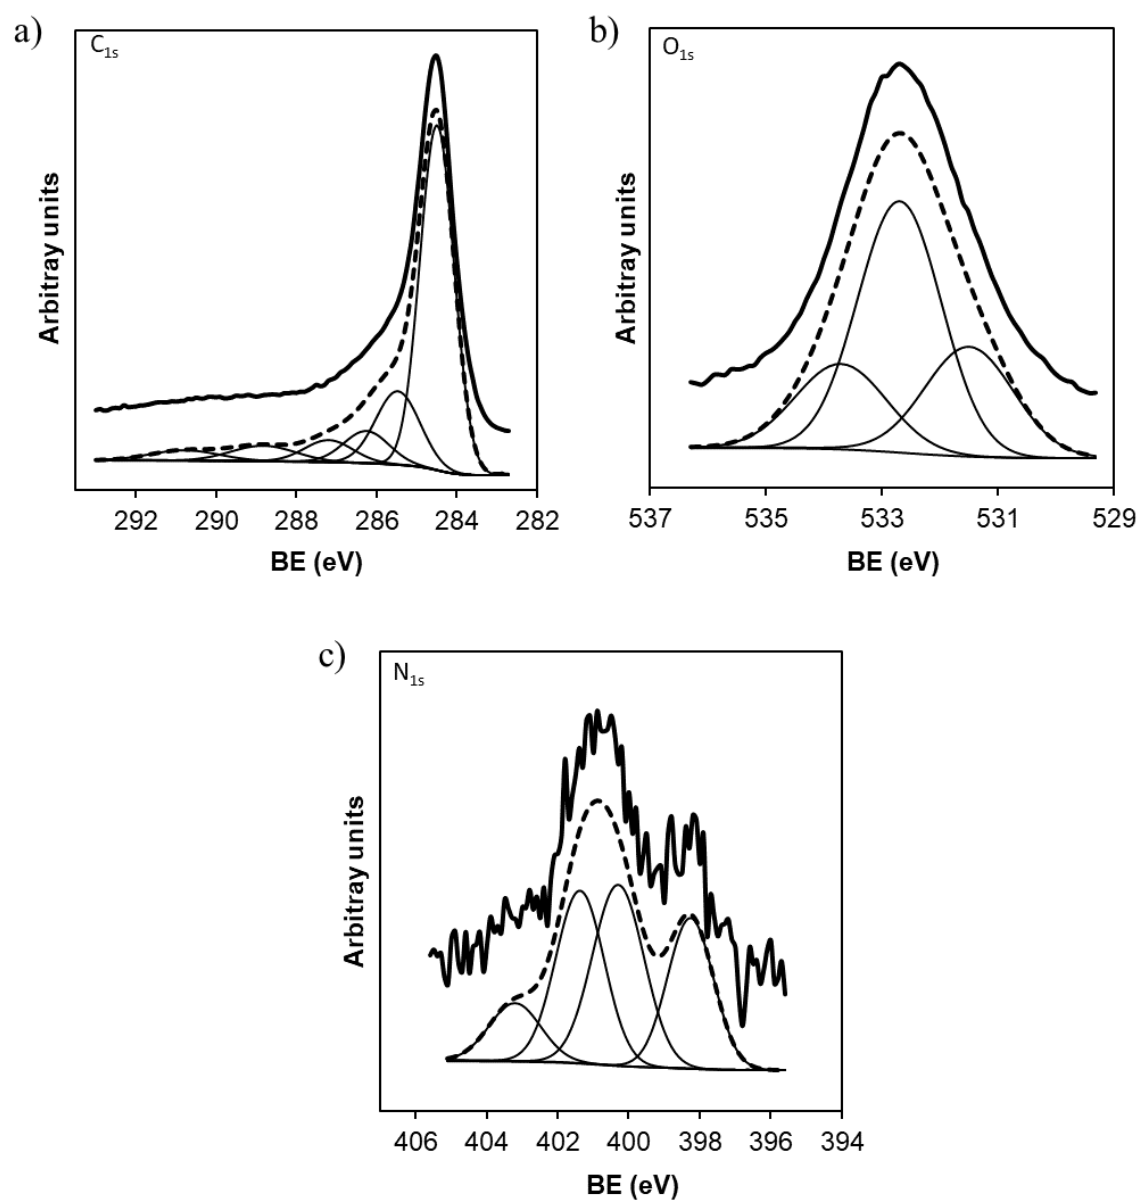 a)
C1s
Arbitray units
292 290 288 286 284 282
BE (eV)
b)
O1s
Arbitray units
537 535 533 531 529
BE (eV)
c)
N1s
Arbitray units
406 404 402 400 398 396 394
BE (eV)